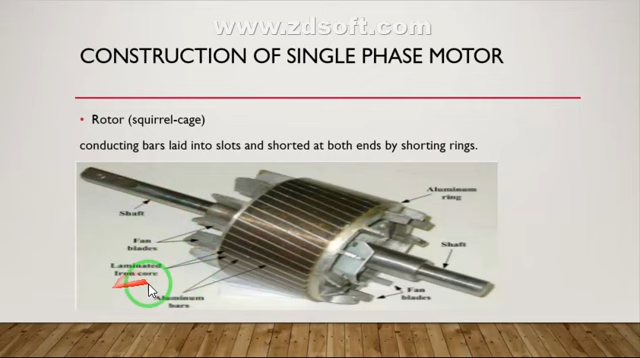 www.zdsoft.com
CONSTRUCTION OF SINGLE PHASE MOTOR
• Rotor (squirrel-cage)
conducting bars laid into slots and shorted at both ends by shorting rings.
Aluminum
ring
Shaft
Fan
blades
Shaft
Laminated
Iron core
Aluminum
bars
Fan
blades